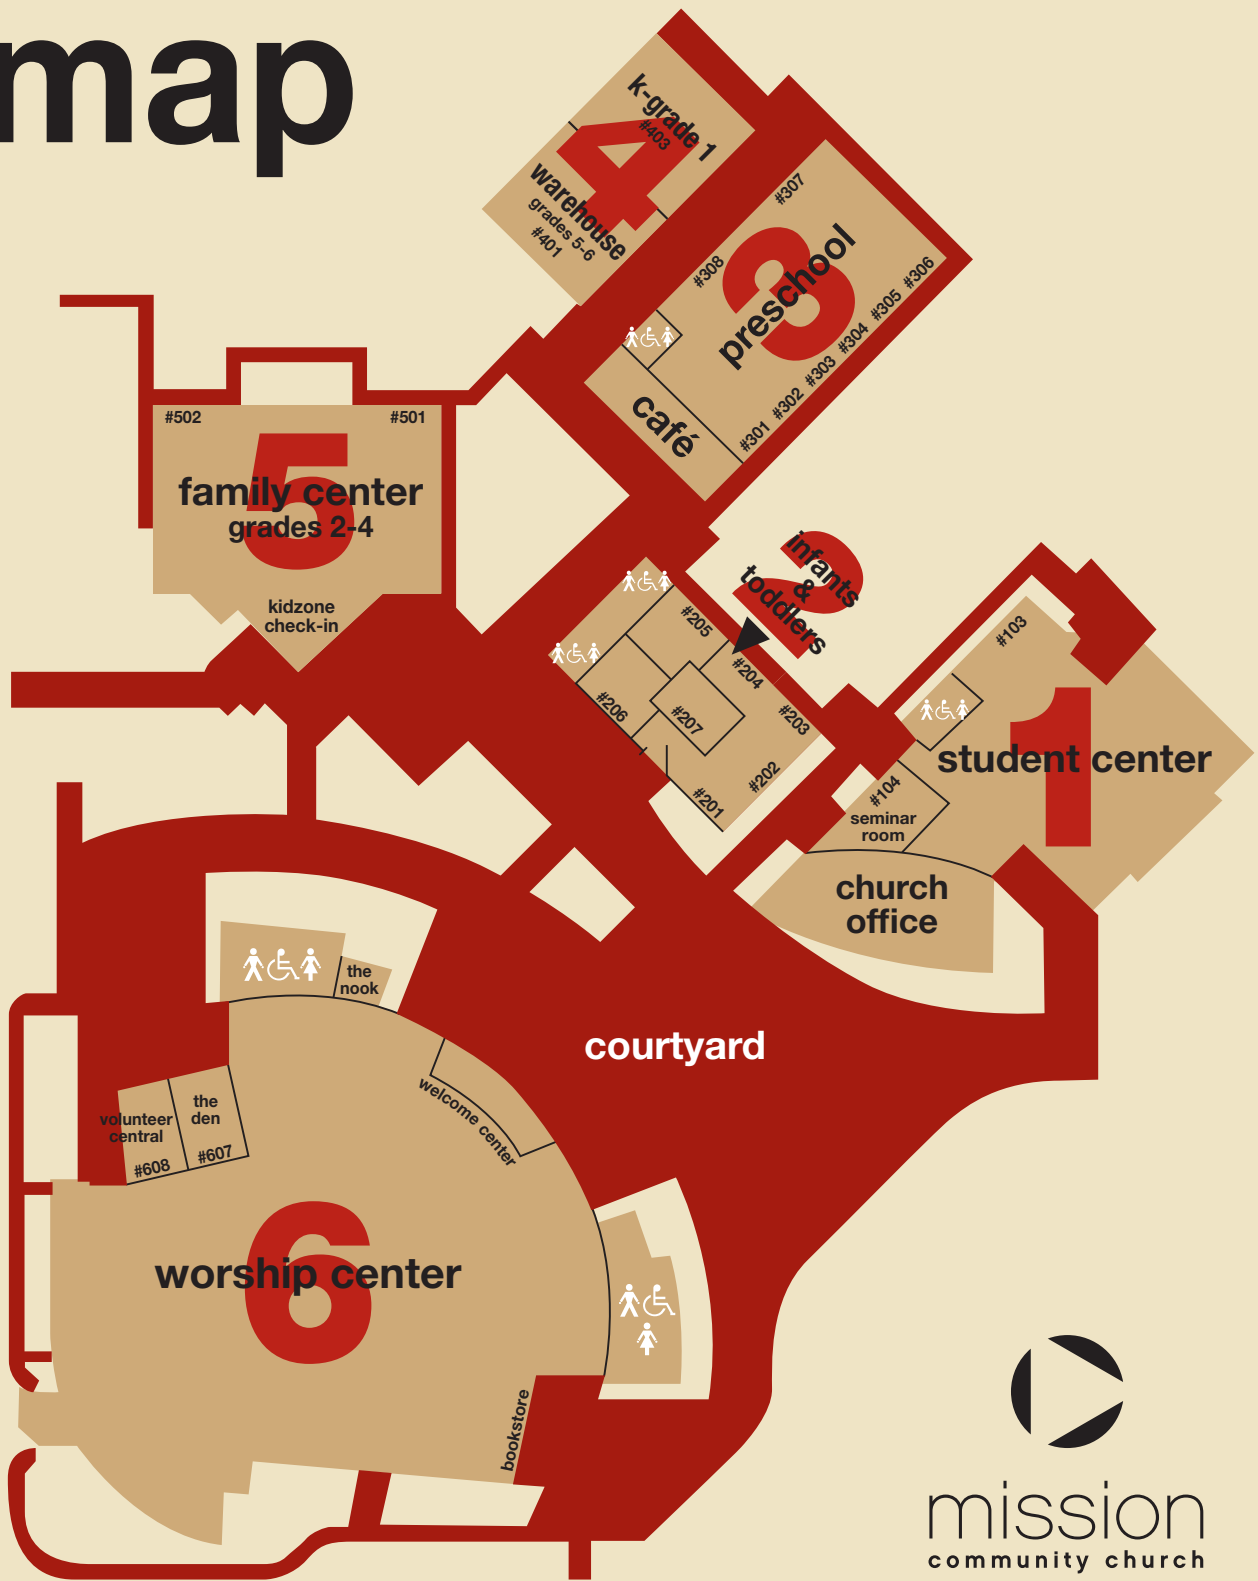 map
k-grade 1
#403
4
warehouse
grades 5-6
#401
#307
#308
3
preschool
#306
#305
#304
#303
#302
#301
café
#502
#501
5
family center
grades 2-4
kidzone
check-in
2
infants
&
toddlers
#205
#204
#203
#206
#207
#202
#201
#103
1
student center
#104
seminar
room
church
office
the
nook
courtyard
welcome center
volunteer
central
#608
the
den
#607
6
worship center
bookstore
mission
community church